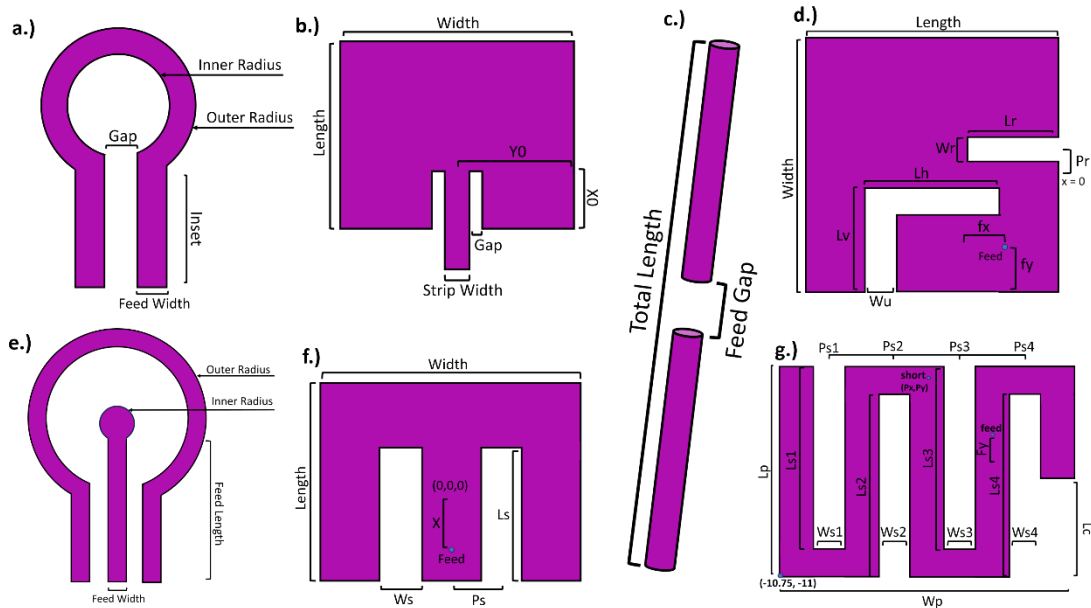 a.)
Inner Radius
Outer Radius
Gap
Inset
Feed Width
b.)
Width
Length
Y0
X0
Gap
Strip Width
c.)
Total Length
Feed Gap
d.)
Length
Width
Lr
Wr
Pr
x = 0
Lh
Lv
fx
Feed
fy
Wu
e.)
Outer Radius
Inner Radius
Feed Length
Feed Width
f.)
Width
Length
(0,0,0)
X
Feed
Ls
Ws
Ps
g.)
Ps1
Ps2
Ps3
Ps4
short
(Px,Py)
feed
Fy
Lp
Ls1
Ls2
Ls3
Ls4
Lc
Ws1
Ws2
Ws3
Ws4
(-10.75, -11)
Wp